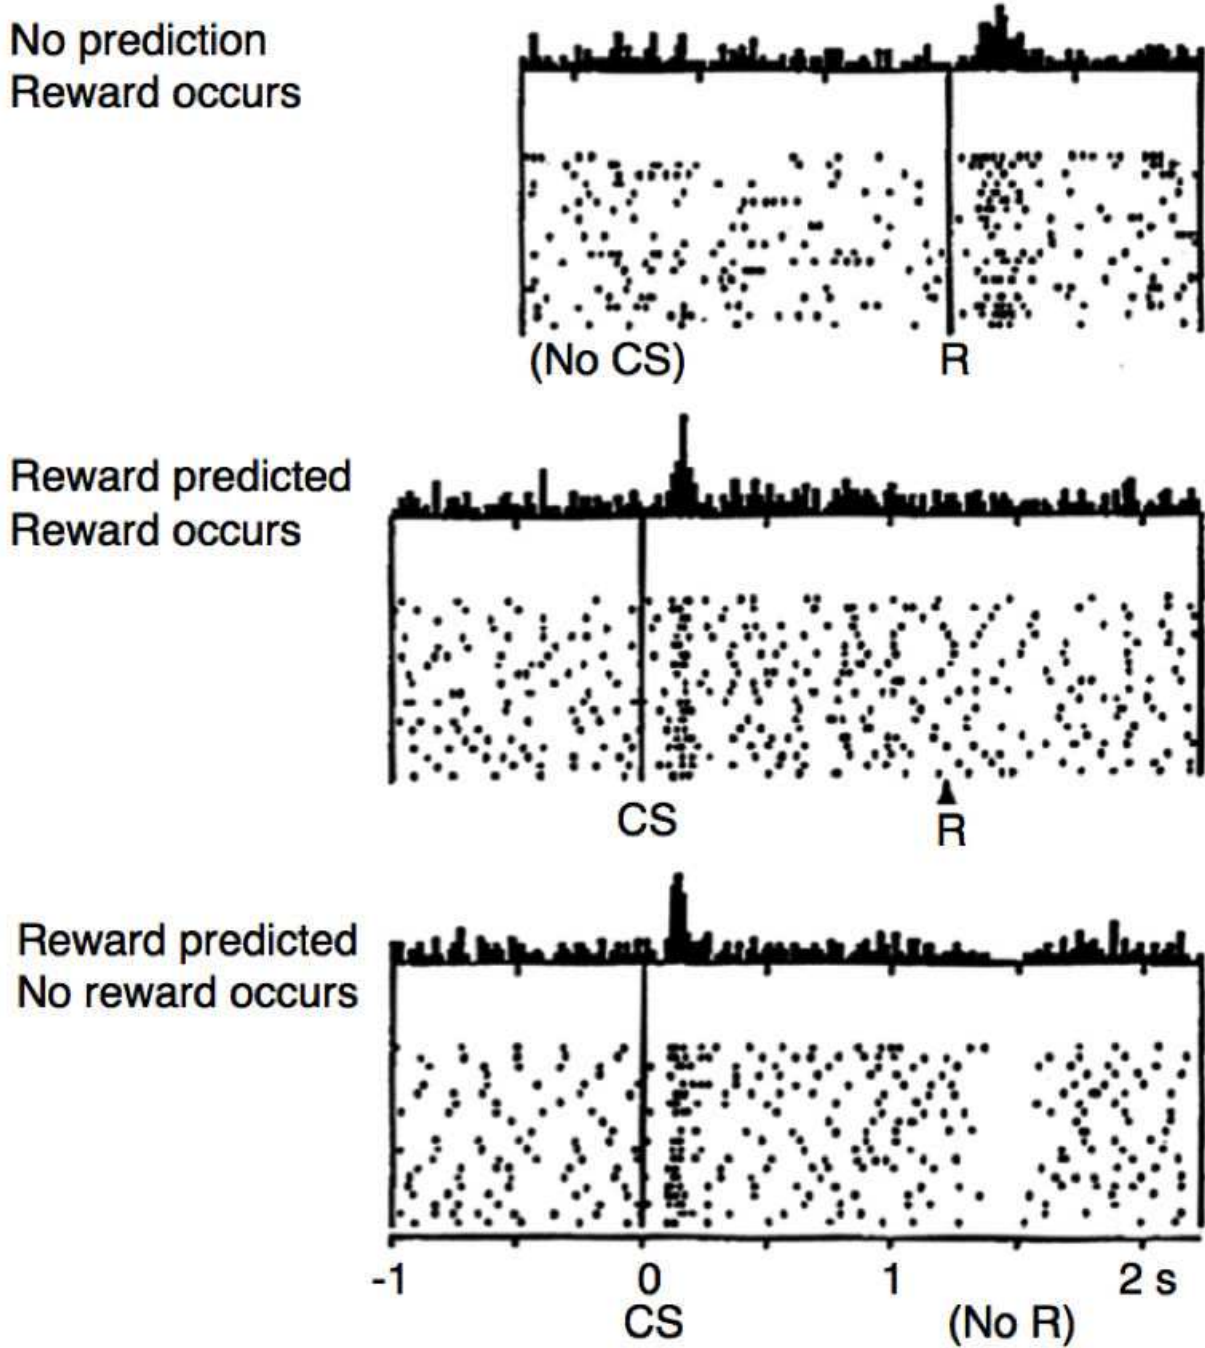 No prediction
Reward occurs
(No CS) R
Reward predicted
Reward occurs
CS
R
Reward predicted
No reward occurs
-1 0 1 2 s
CS (No R)